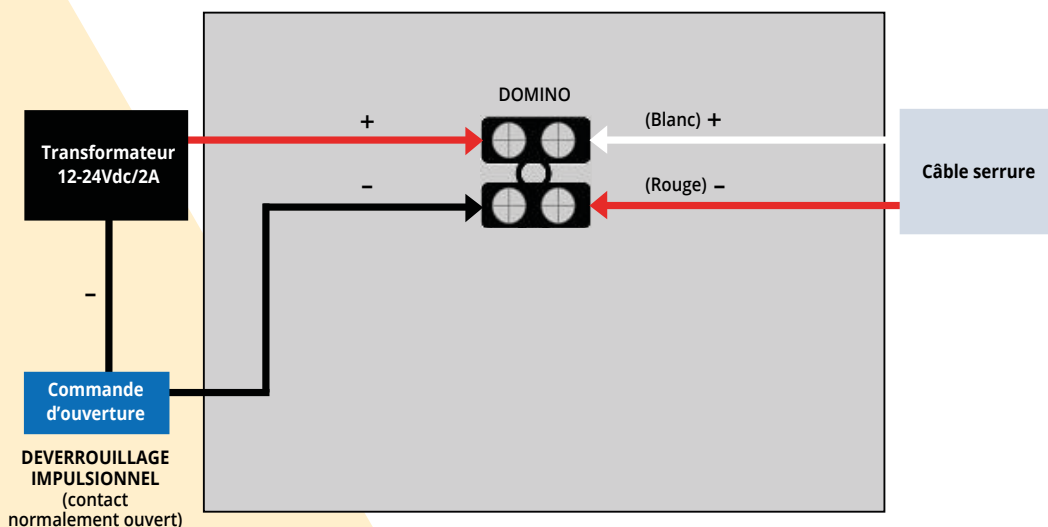 DOMINO
+
(Blanc) +
Transformateur
12-24Vdc/2A
Câble serrure
–
(Rouge) –
–
Commande
d'ouverture
DEVERROUILLAGE
IMPULSIONNEL
(contact
normalement ouvert)